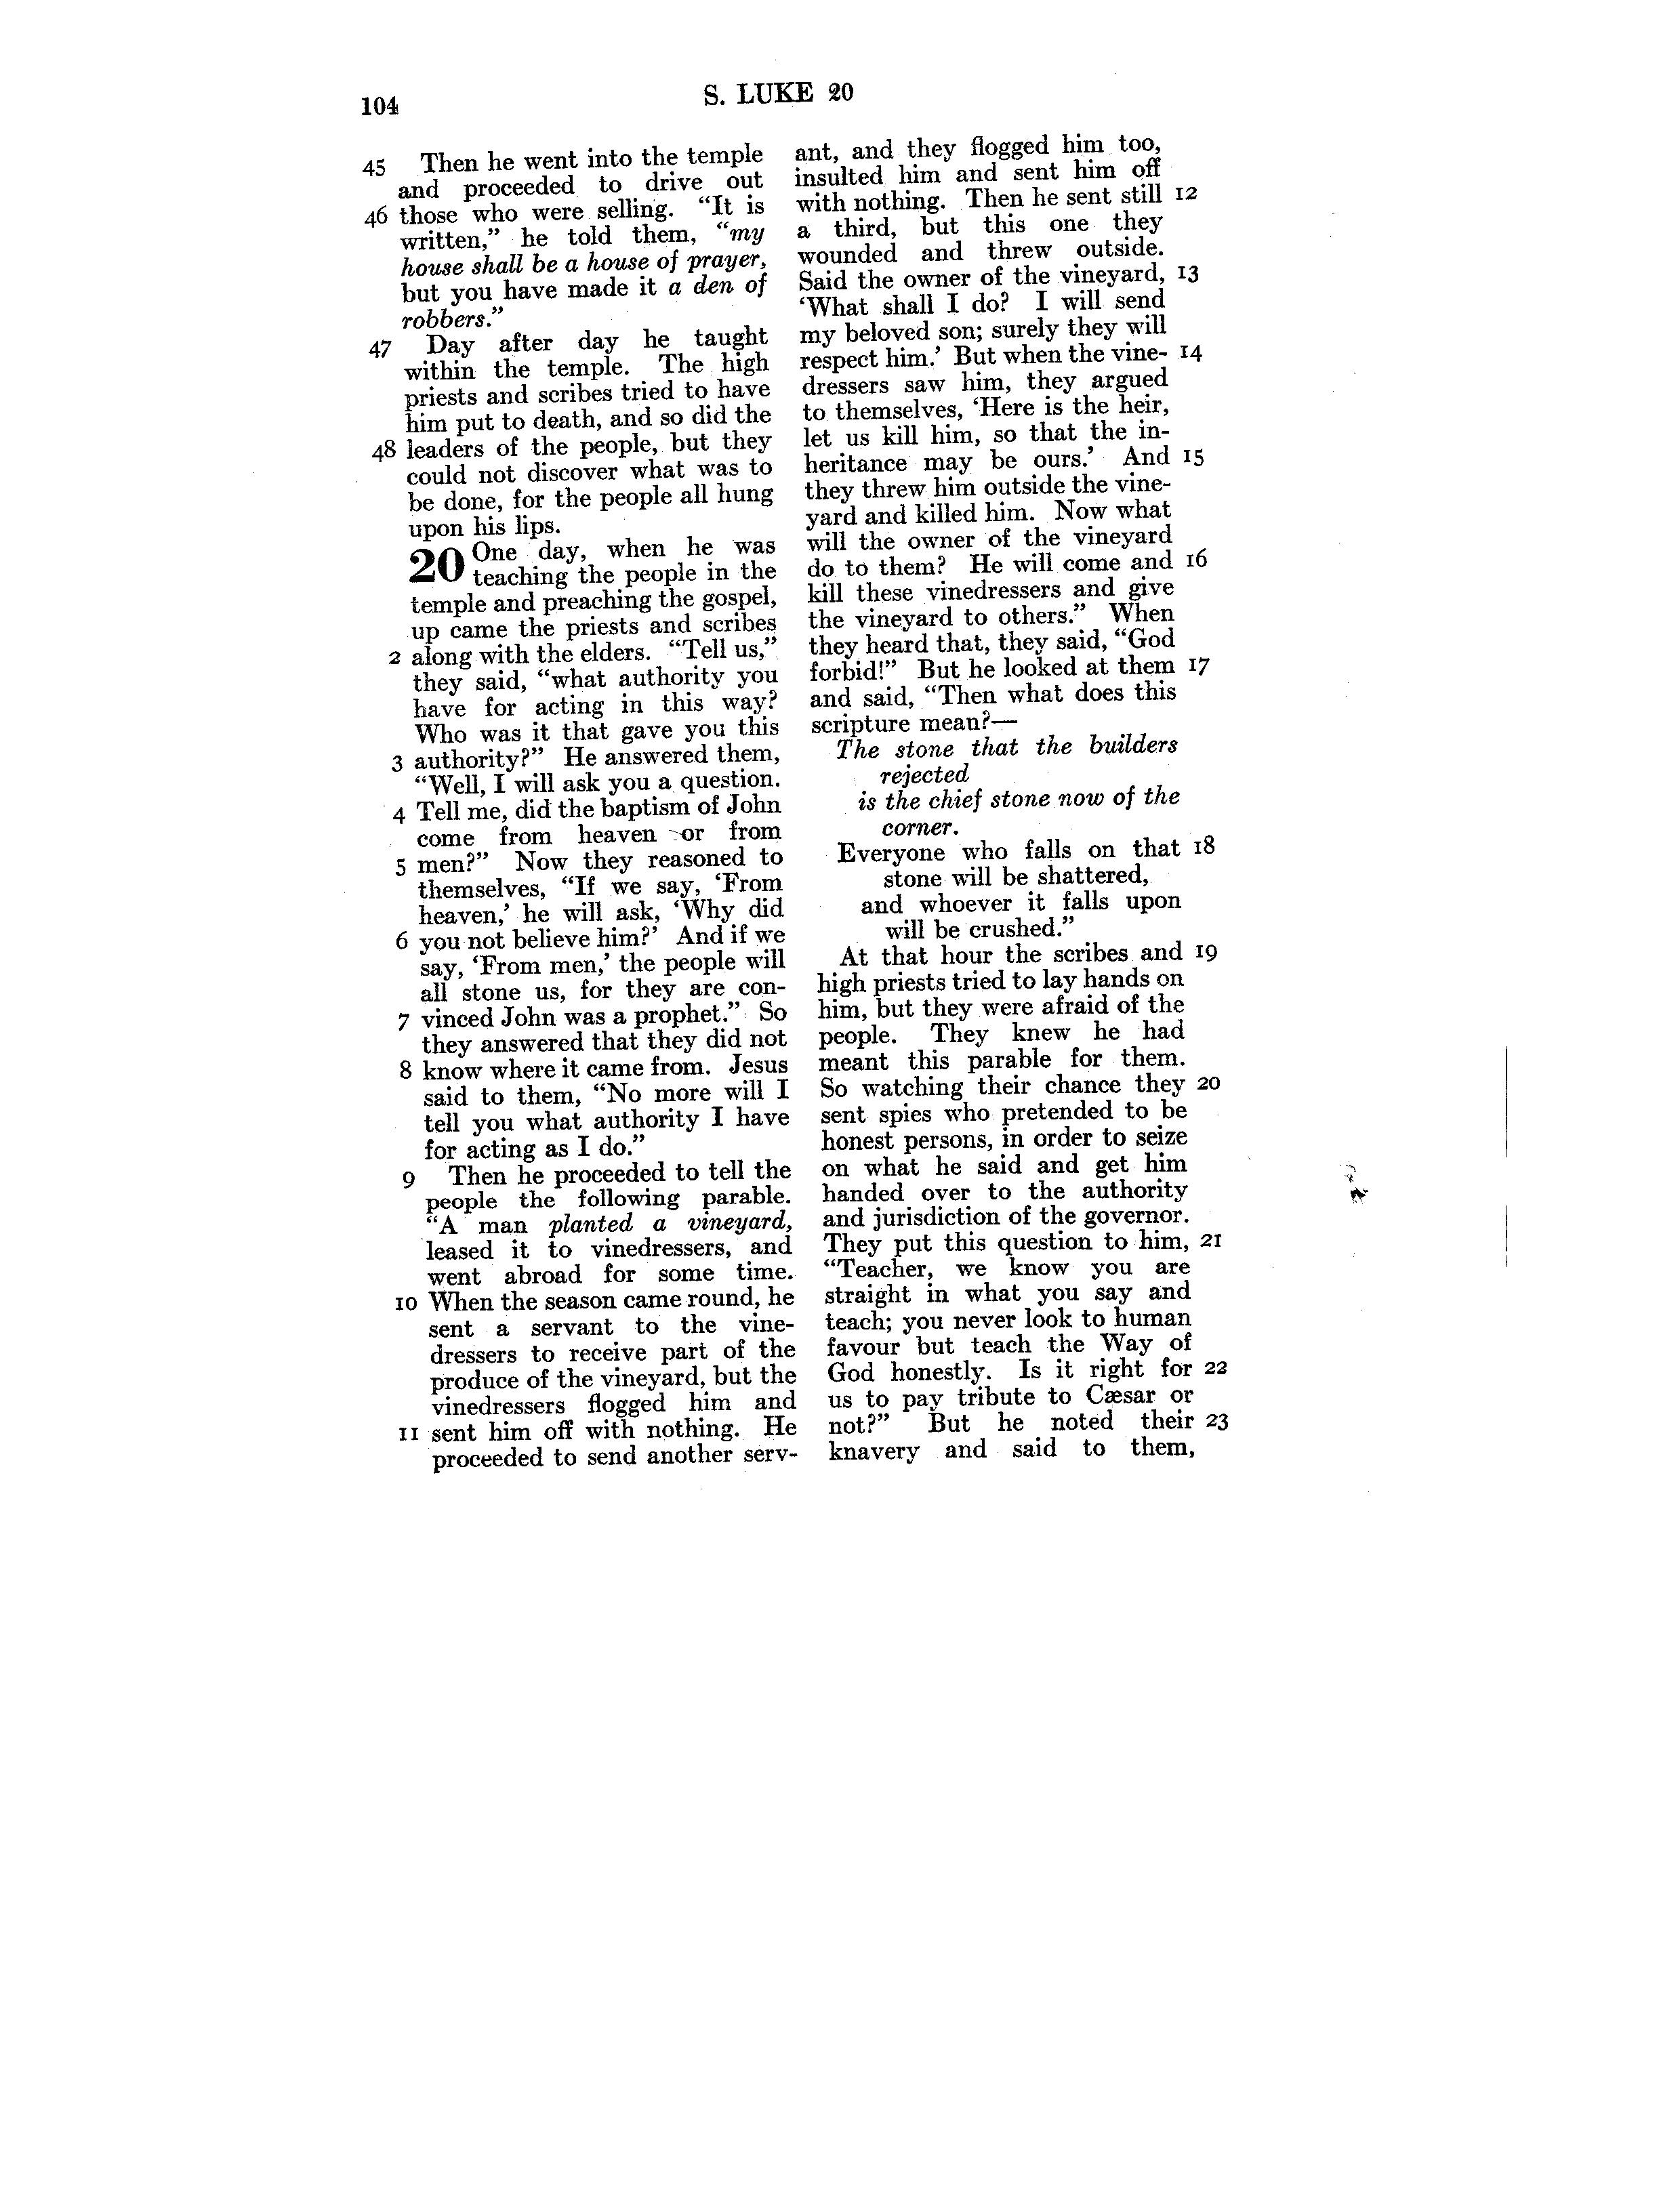 104
S. LUKE 20
45 Then he went into the temple
and proceeded to drive out
46 those who were selling. “It is
written,” he told them, “my
house shall be a house of prayer,
but you have made it a den of
robbers.”
47 Day after day he taught
within the temple. The high
priests and scribes tried to have
him put to death, and so did the
48 leaders of the people, but they
could not discover what was to
be done, for the people all hung
upon his lips.
20 One day, when he was
teaching the people in the
temple and preaching the gospel,
up came the priests and scribes
2 along with the elders. “Tell us,”
they said, “what authority you
have for acting in this way?
Who was it that gave you this
3 authority?” He answered them,
“Well, I will ask you a question.
4 Tell me, did the baptism of John
come from heaven or from
5 men?” Now they reasoned to
themselves, “If we say, ‘From
heaven,’ he will ask, ‘Why did
6 you not believe him?’ And if we
say, ‘From men,’ the people will
all stone us, for they are con-
7 vinced John was a prophet.” So
they answered that they did not
8 know where it came from. Jesus
said to them, “No more will I
tell you what authority I have
for acting as I do.”
9 Then he proceeded to tell the
people the following parable.
“A man planted a vineyard,
leased it to vinedressers, and
went abroad for some time.
10 When the season came round, he
sent a servant to the vine-
dressers to receive part of the
produce of the vineyard, but the
vinedressers flogged him and
11 sent him off with nothing. He
proceeded to send another serv-
ant, and they flogged him too,
insulted him and sent him off
with nothing. Then he sent still 12
a third, but this one they
wounded and threw outside.
Said the owner of the vineyard, 13
‘What shall I do? I will send
my beloved son; surely they will
respect him.’ But when the vine- 14
dressers saw him, they argued
to themselves, ‘Here is the heir,
let us kill him, so that the in-
heritance may be ours.’ And 15
they threw him outside the vine-
yard and killed him. Now what
will the owner of the vineyard
do to them? He will come and 16
kill these vinedressers and give
the vineyard to others.” When
they heard that, they said, “God
forbid!” But he looked at them 17
and said, “Then what does this
scripture mean?—
The stone that the builders
rejected
is the chief stone now of the
corner.
Everyone who falls on that 18
stone will be shattered,
and whoever it falls upon
will be crushed.”
At that hour the scribes and 19
high priests tried to lay hands on
him, but they were afraid of the
people. They knew he had
meant this parable for them.
So watching their chance they 20
sent spies who pretended to be
honest persons, in order to seize
on what he said and get him
handed over to the authority
and jurisdiction of the governor.
They put this question to him, 21
“Teacher, we know you are
straight in what you say and
teach; you never look to human
favour but teach the Way of
God honestly. Is it right for 22
us to pay tribute to Cæsar or
not?” But he noted their 23
knavery and said to them,